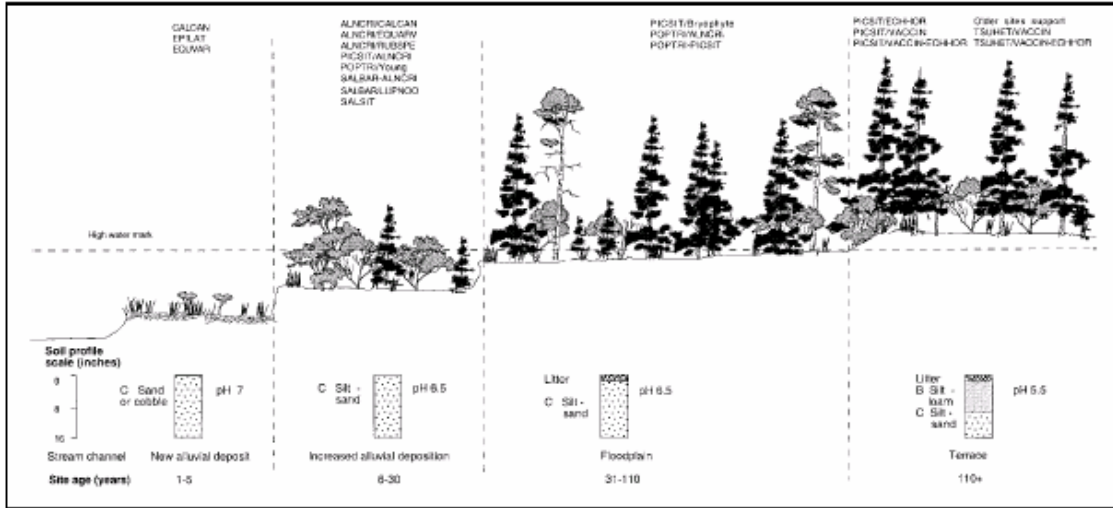 CALCAN
EPILAT
EQUVARI
ALNCRI/CALCAN
ALNCRI/EQUARV
ALNCRI/RUBSPE
PICSIT/ALNCRI
POPTRI/Young
SALBAR-ALNCRI
SALBAR/LUPNOO
SALSIT
PICSIT/Bryophyte
POPTRI/ALNCRI
POPTRI-PICSIT
PICSIT/ECHHOR
PICSIT/VACCIN
PICSIT/VACCIN-ECHHOR
Older sites support
TSUHET/VACCIN
TSUHET/VACCIN-ECHHOR
High water mark
Soil profile
scale (inches)
0
8
16
C Sand
or cobble
pH 7
C Silt -
sand
pH 6.5
Litter
C Silt -
sand
pH 6.5
Litter
B Silt -
loam
C Silt -
sand
pH 5.5
Stream channel
New alluvial deposit
Increased alluvial deposition
Floodplain
Terrace
Site age (years)
1-5
6-30
31-110
110+